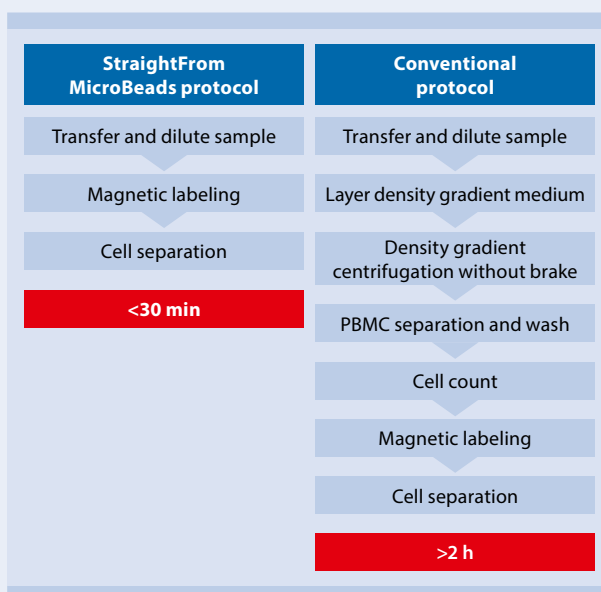 StraightFrom
MicroBeads protocol
Transfer and dilute sample
Magnetic labeling
Cell separation
<30 min
Conventional
protocol
Transfer and dilute sample
Layer density gradient medium
Density gradient
centrifugation without brake
PBMC separation and wash
Cell count
Magnetic labeling
Cell separation
>2 h